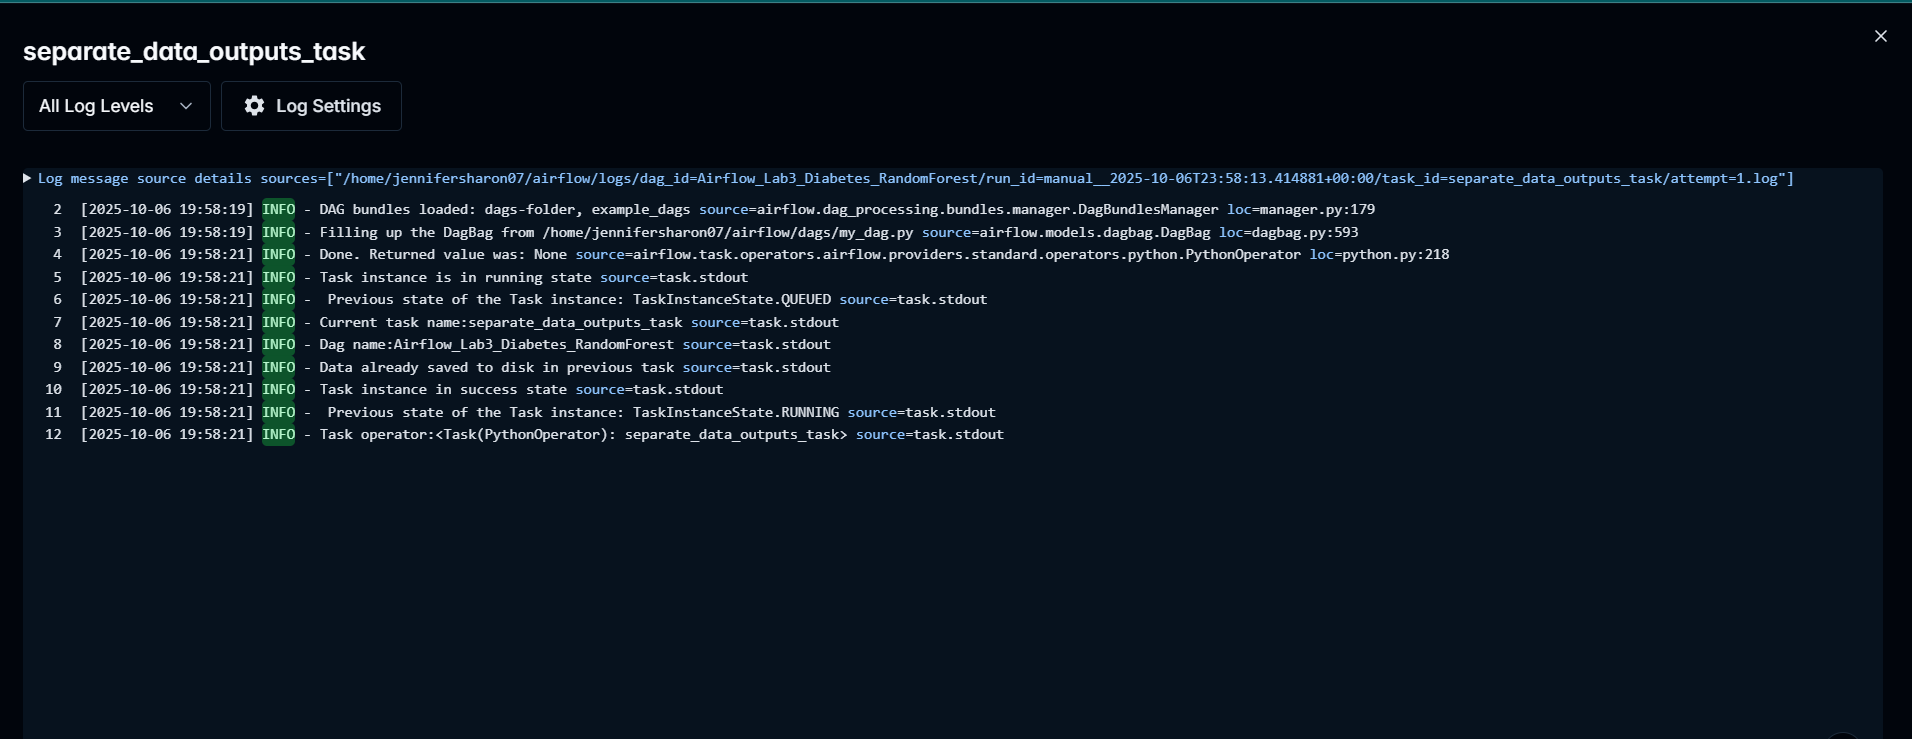 separate_data_outputs_task
All Log Levels
Log Settings
Log message source details sources=["/home/jennifersharon07/airflow/logs/dag_id=Airflow_Lab3_Diabetes_RandomForest/run_id=manual__2025-10-06T23:58:13.414881+00:00/task_id=separate_data_outputs_task/attempt=1.log"]
2 [2025-10-06 19:58:19] INFO - DAG bundles loaded: dags-folder, example_dags source=airflow.dag_processing.bundles.manager.DagBundlesManager loc=manager.py:179
3 [2025-10-06 19:58:19] INFO - Filling up the DagBag from /home/jennifersharon07/airflow/dags/my_dag.py source=airflow.models.dagbag.DagBag loc=dagbag.py:593
4 [2025-10-06 19:58:21] INFO - Done. Returned value was: None source=airflow.task.operators.airflow.providers.standard.operators.python.PythonOperator loc=python.py:218
5 [2025-10-06 19:58:21] INFO - Task instance is in running state source=task.stdout
6 [2025-10-06 19:58:21] INFO -  Previous state of the Task instance: TaskInstanceState.QUEUED source=task.stdout
7 [2025-10-06 19:58:21] INFO - Current task name:separate_data_outputs_task source=task.stdout
8 [2025-10-06 19:58:21] INFO - Dag name:Airflow_Lab3_Diabetes_RandomForest source=task.stdout
9 [2025-10-06 19:58:21] INFO - Data already saved to disk in previous task source=task.stdout
10 [2025-10-06 19:58:21] INFO - Task instance in success state source=task.stdout
11 [2025-10-06 19:58:21] INFO -  Previous state of the Task instance: TaskInstanceState.RUNNING source=task.stdout
12 [2025-10-06 19:58:21] INFO - Task operator:<Task(PythonOperator): separate_data_outputs_task> source=task.stdout